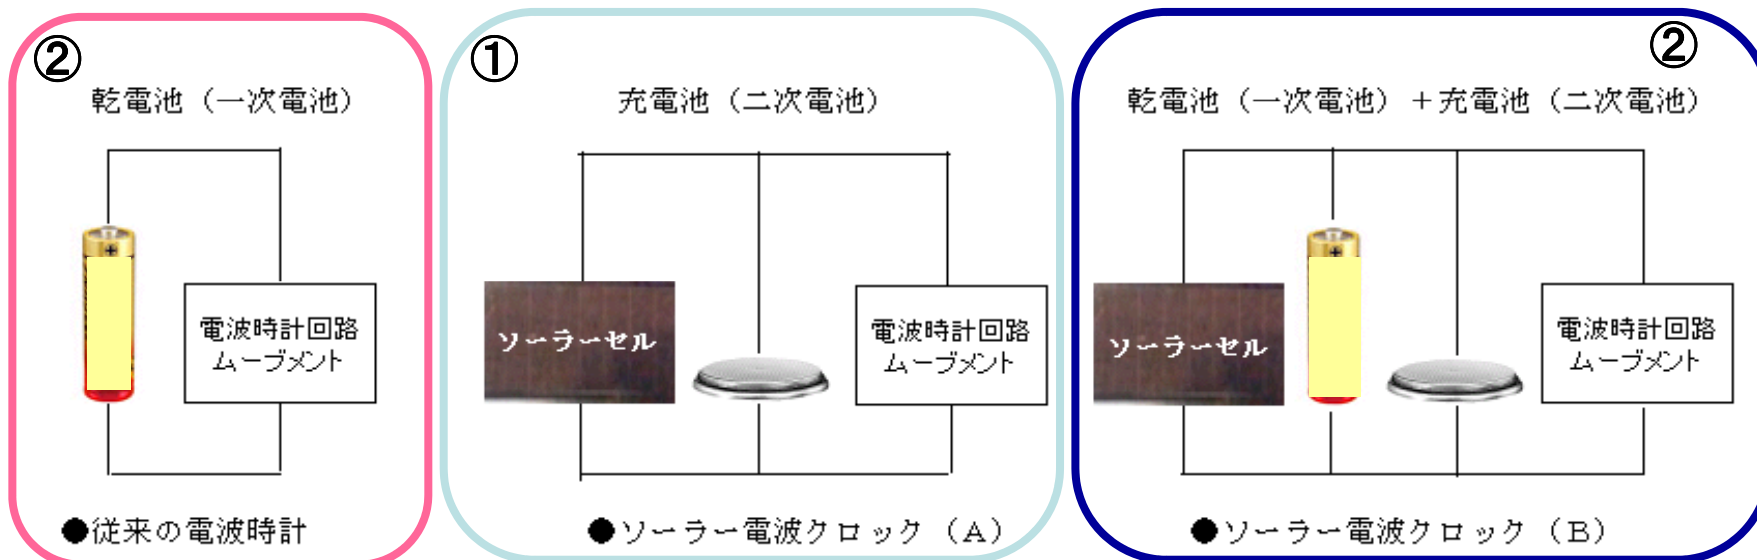 ②
乾電池（一次電池）
＋
電波時計回路
ムーブメント
●従来の電波時計
①
充電池（二次電池）
ソーラーセル
電波時計回路
ムーブメント
●ソーラー電波クロック（A）
②
乾電池（一次電池）＋充電池（二次電池）
ソーラーセル
＋
電波時計回路
ムーブメント
●ソーラー電波クロック（B）